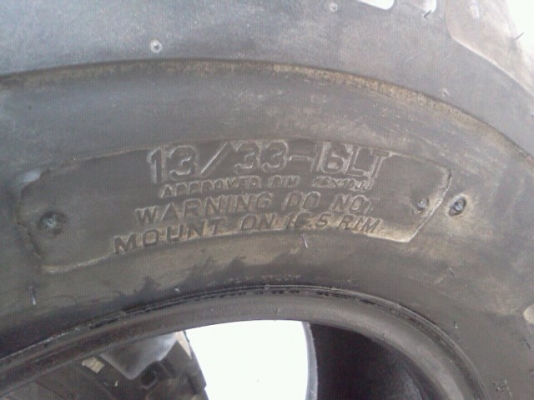 13/33-16LT
APPROVED RIM
WARNING DO NOT
MOUNT ON 16.5 RIM